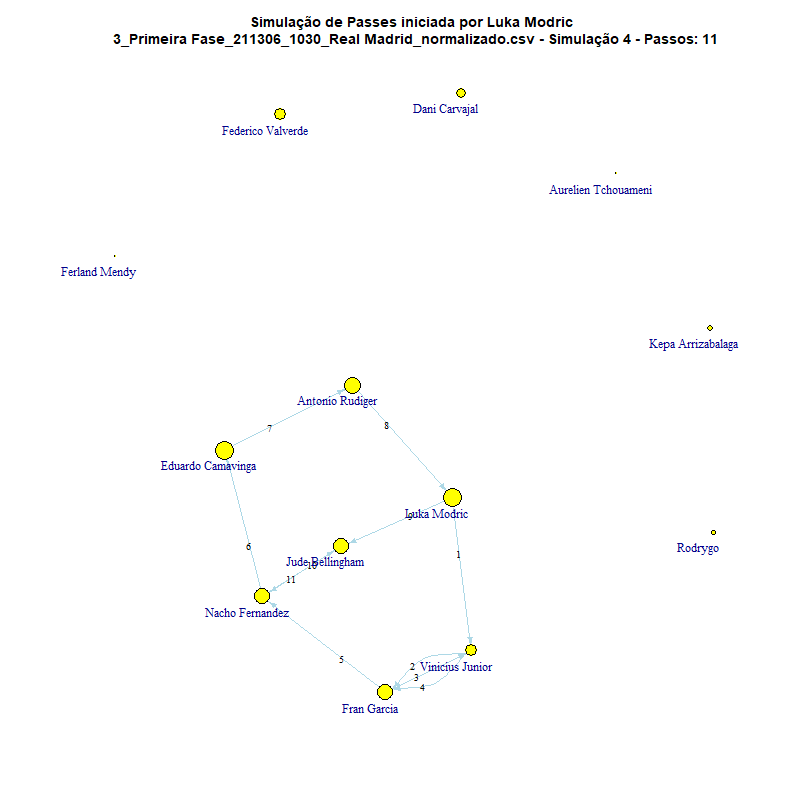 Simulação de Passes iniciada por Luka Modric
3_Primeira Fase_211306_1030_Real Madrid_normalizado.csv - Simulação 4 - Passos: 11
Dani Carvajal
Federico Valverde
Aurelien Tchouameni
Ferland Mendy
Kepa Arrizabalaga
Antonio Rudiger
7
8
Eduardo Camavinga
Luka Modric
9
6
Rodrygo
1
Jude Bellingham
10
11
Nacho Fernandez
5
2
Vinicius Junior
3
4
Fran Garcia